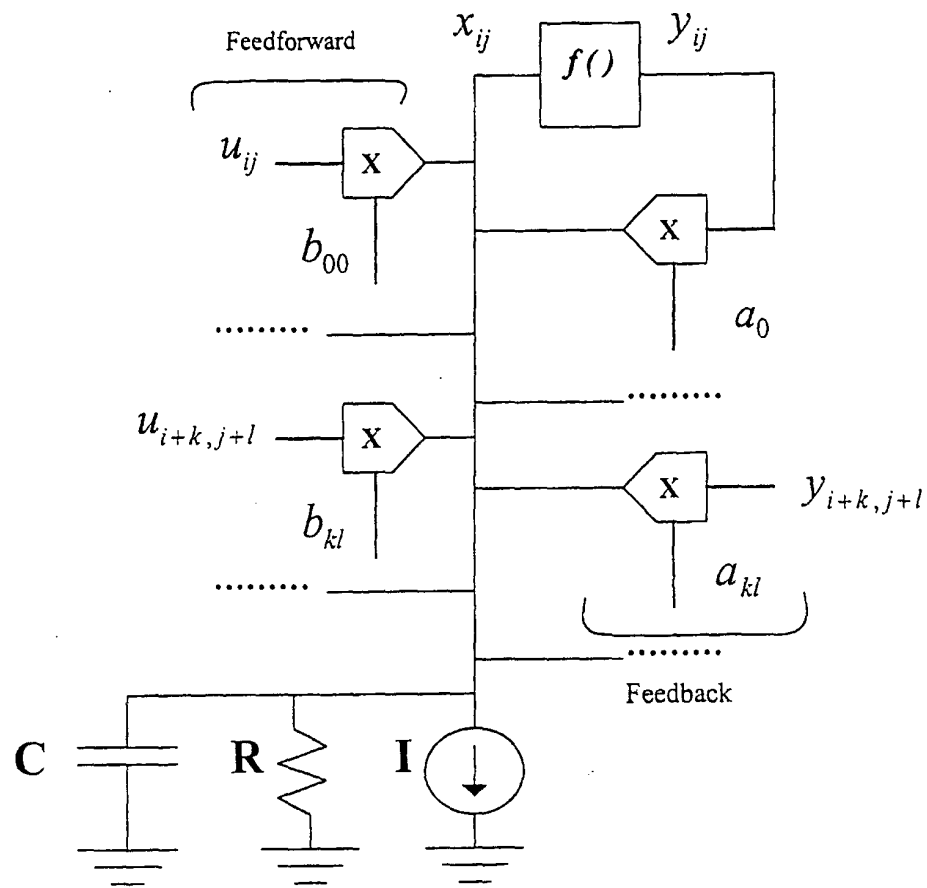 Feedforward
x_{ij}
f()
y_{ij}
u_{ij}
x
b_{00}
x
a_0
.........
.........
u_{i+k,j+l}
x
b_{kl}
x
y_{i+k,j+l}
a_{kl}
.........
.........
Feedback
C
R
I